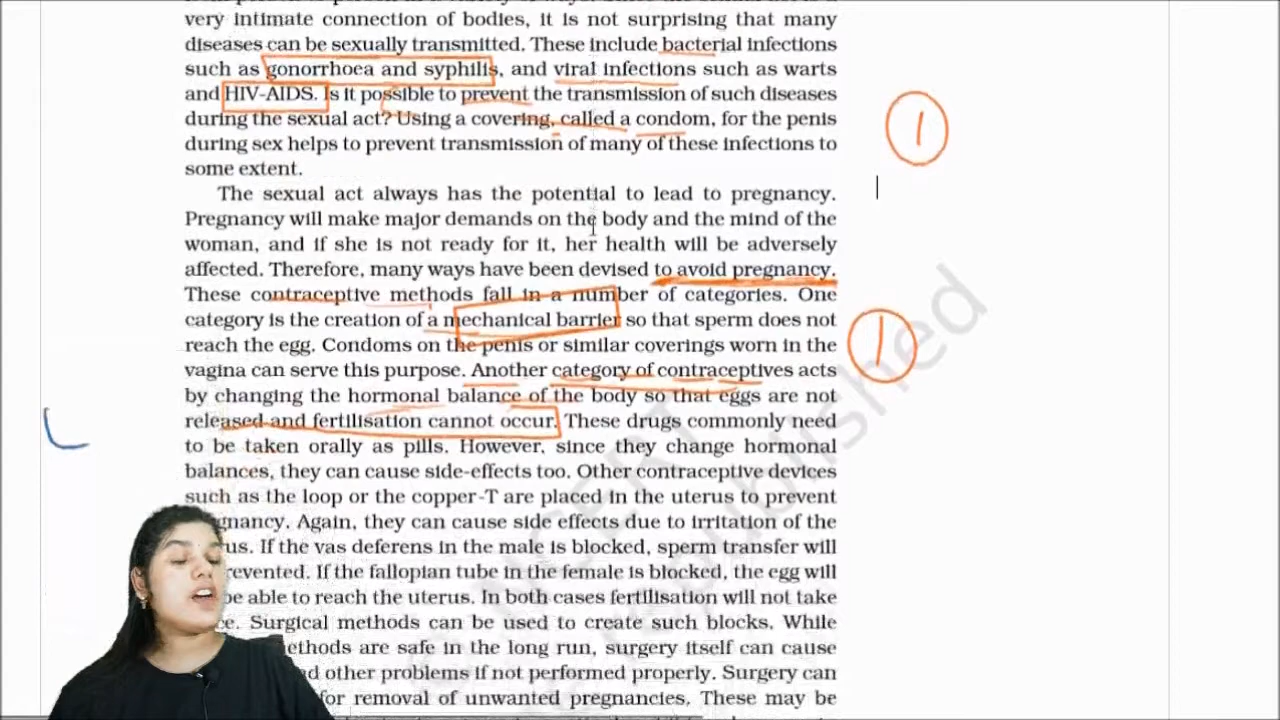 very intimate connection of bodies, it is not surprising that many
diseases can be sexually transmitted. These include bacterial infections
such as gonorrhoea and syphilis, and viral infections such as warts
and HIV-AIDS. Is it possible to prevent the transmission of such diseases
during the sexual act? Using a covering, called a condom, for the penis
during sex helps to prevent transmission of many of these infections to
some extent.
The sexual act always has the potential to lead to pregnancy.
Pregnancy will make major demands on the body and the mind of the
woman, and if she is not ready for it, her health will be adversely
affected. Therefore, many ways have been devised to avoid pregnancy.
These contraceptive methods fall in a number of categories. One
category is the creation of a mechanical barrier so that sperm does not
reach the egg. Condoms on the penis or similar coverings worn in the
vagina can serve this purpose. Another category of contraceptives acts
by changing the hormonal balance of the body so that eggs are not
released and fertilisation cannot occur. These drugs commonly need
to be taken orally as pills. However, since they change hormonal
balances, they can cause side-effects too. Other contraceptive devices
such as the loop or the copper-T are placed in the uterus to prevent
gnancy. Again, they can cause side effects due to irritation of the
us. If the vas deferens in the male is blocked, sperm transfer will
revented. If the fallopian tube in the female is blocked, the egg will
be able to reach the uterus. In both cases fertilisation will not take
e. Surgical methods can be used to create such blocks. While
ethods are safe in the long run, surgery itself can cause
d other problems if not performed properly. Surgery can
for removal of unwanted pregnancies. These may be
1
1
NCERT
republished